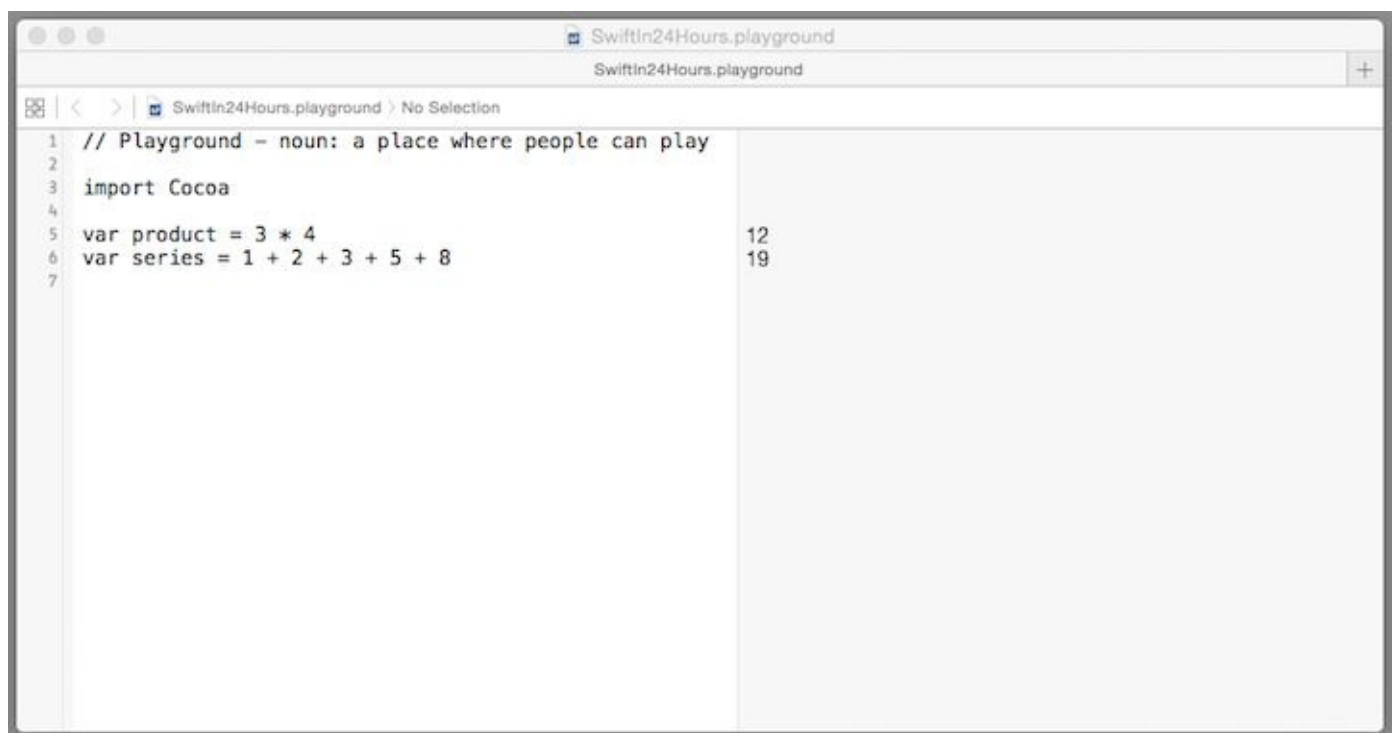 SwiftIn24Hours.playground
SwiftIn24Hours.playground
SwiftIn24Hours.playground › No Selection
1 // Playground – noun: a place where people can play
2
3 import Cocoa
4
5 var product = 3 * 4 12
6 var series = 1 + 2 + 3 + 5 + 8 19
7